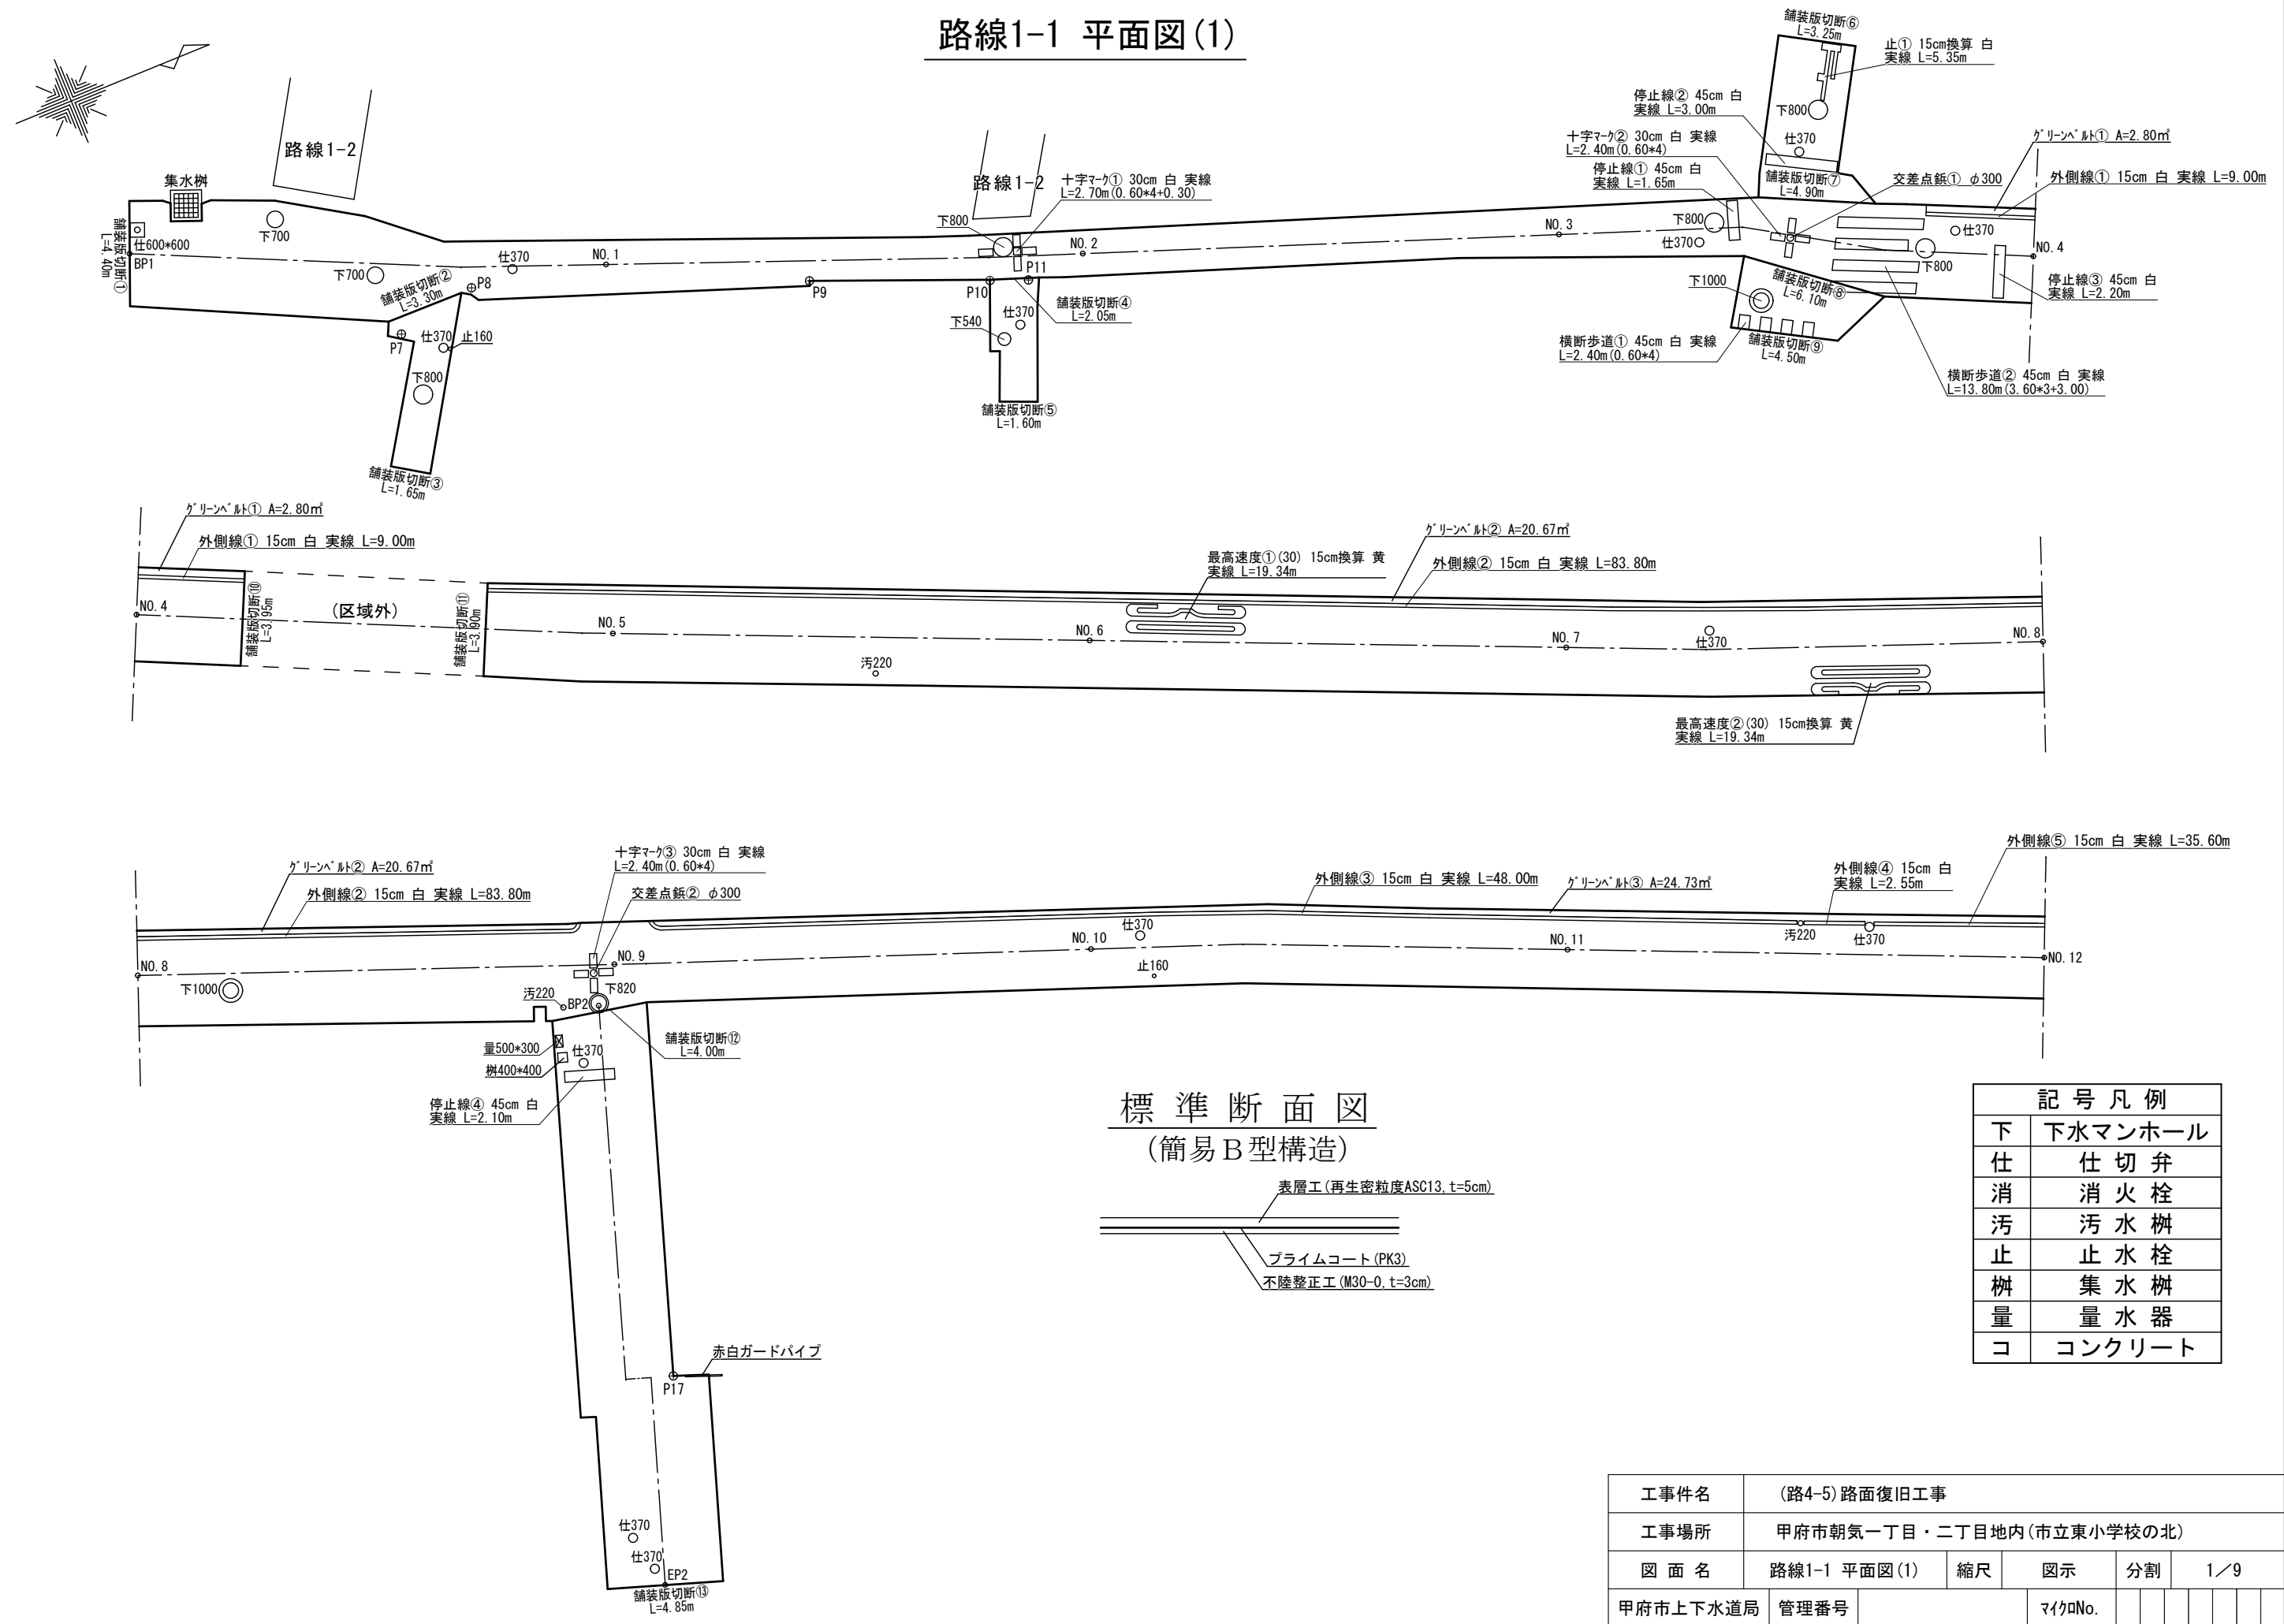 路線1-1 平面図(1)
路線1-2
集水桝
舗装版切断①
L=4.40m
仕600*600
BP1
下700
下700
舗装版切断②
L=3.30m
仕370
P8
NO.1
P7
仕370
止160
下800
舗装版切断③
L=1.65m
P9
路線1-2
下800
十字マーク① 30cm 白 実線
L=2.70m(0.60*4+0.30)
NO.2
P10
P11
舗装版切断④
L=2.05m
仕370
下540
舗装版切断⑤
L=1.60m
NO.3
舗装版切断⑥
L=3.25m
止① 15cm換算 白
実線 L=5.35m
停止線② 45cm 白
実線 L=3.00m
下800
十字マーク② 30cm 白 実線
L=2.40m(0.60*4)
仕370
停止線① 45cm 白
実線 L=1.65m
舗装版切断⑦
L=4.90m
交差点鋲① φ300
グリーンベルト① A=2.80㎡
外側線① 15cm 白 実線 L=9.00m
下800
仕370
仕370
下800
NO.4
停止線③ 45cm 白
実線 L=2.20m
下1000
舗装版切断⑧
L=6.10m
横断歩道① 45cm 白 実線
L=2.40m(0.60*4)
舗装版切断⑨
L=4.50m
横断歩道② 45cm 白 実線
L=13.80m(3.60*3+3.00)
グリーンベルト① A=2.80㎡
外側線① 15cm 白 実線 L=9.00m
NO.4
舗装版切断⑩
L=3.95m
(区域外)
舗装版切断⑪
L=3.90m
NO.5
汚220
最高速度①(30) 15cm換算 黄
実線 L=19.34m
NO.6
グリーンベルト② A=20.67㎡
外側線② 15cm 白 実線 L=83.80m
NO.7
仕370
NO.8
最高速度②(30) 15cm換算 黄
実線 L=19.34m
グリーンベルト② A=20.67㎡
外側線② 15cm 白 実線 L=83.80m
十字マーク③ 30cm 白 実線
L=2.40m(0.60*4)
交差点鋲② φ300
NO.8
下1000
NO.9
下820
汚220
BP2
舗装版切断⑫
L=4.00m
量500*300
仕370
桝400*400
停止線④ 45cm 白
実線 L=2.10m
NO.10
仕370
止160
外側線③ 15cm 白 実線 L=48.00m
グリーンベルト③ A=24.73㎡
NO.11
汚220
仕370
外側線④ 15cm 白
実線 L=2.55m
外側線⑤ 15cm 白 実線 L=35.60m
NO.12
赤白ガードパイプ
P17
仕370
仕370
EP2
舗装版切断⑬
L=4.85m
標準断面図
(簡易B型構造)
表層工(再生密粒度ASC13,t=5cm)
プライムコート(PK3)
不陸整正工(M30-0,t=3cm)
記号凡例
下 下水マンホール
仕 仕切弁
消 消火栓
汚 汚水桝
止 止水栓
桝 集水桝
量 量水器
コ コンクリート
工事件名 (路4-5)路面復旧工事
工事場所 甲府市朝気一丁目・二丁目地内(市立東小学校の北)
図面名 路線1-1 平面図(1) 縮尺 図示 分割 1／9
甲府市上下水道局 管理番号 マイクロNo.